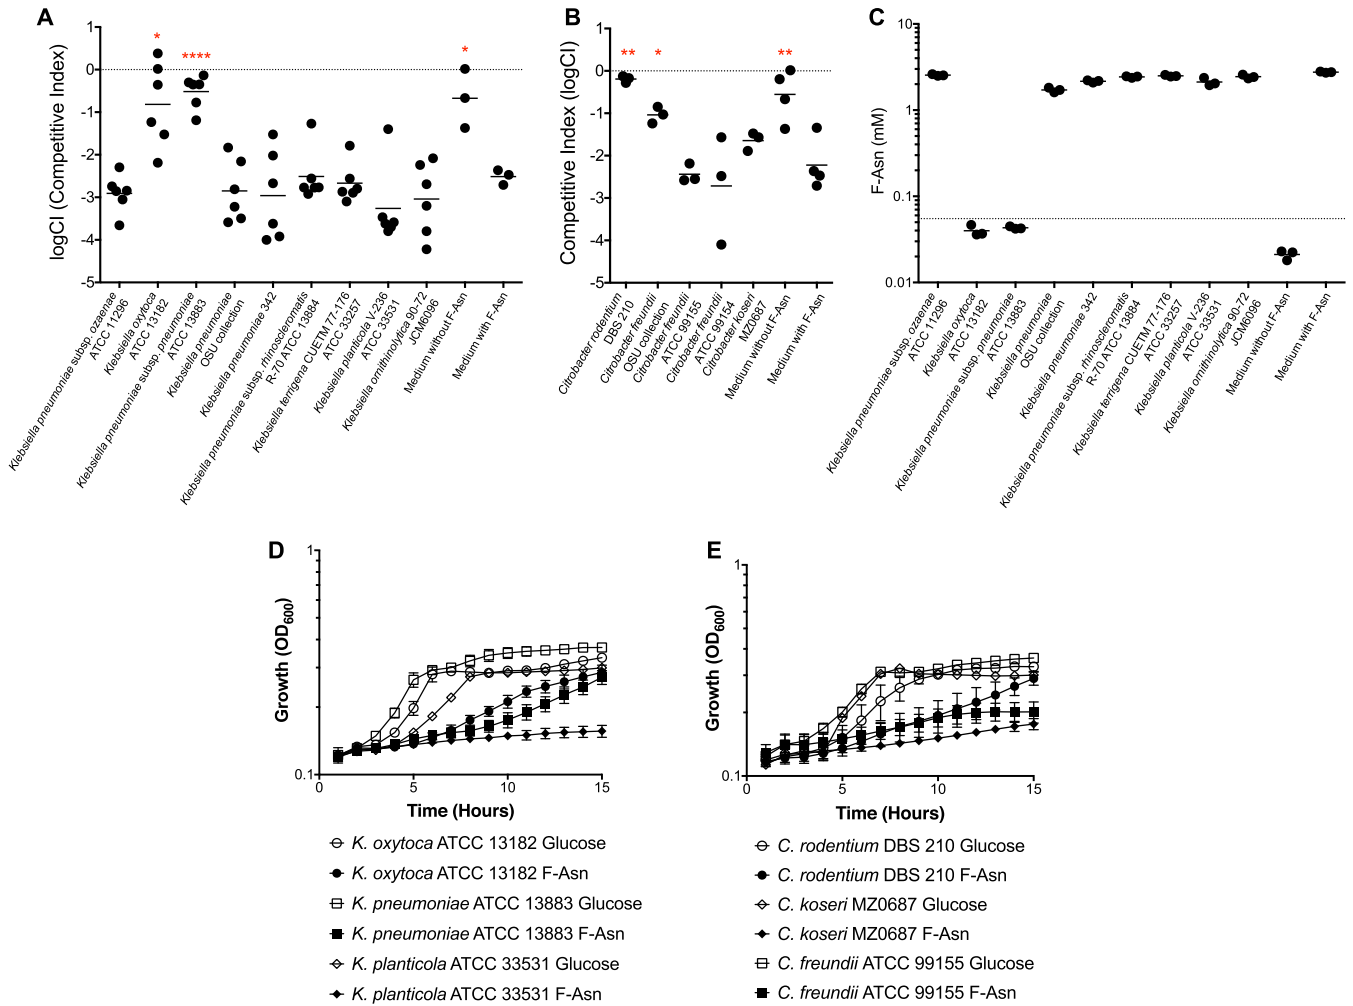 A
logCI (Competitive Index)
1
0
-1
-2
-3
-4
-5
*
****
*
Klebsiella pneumoniae subsp. ozaenae
ATCC 11296
Klebsiella oxytoca
ATCC 13182
Klebsiella pneumoniae subsp. pneumoniae
ATCC 13883
Klebsiella pneumoniae
OSU collection
Klebsiella pneumoniae 342
Klebsiella pneumoniae subsp. rhinoscleromatis
R-70 ATCC 13884
Klebsiella terrigena CUETM 77-176
ATCC 33257
Klebsiella planticola V-236
ATCC 33531
Klebsiella ornithinolytica 90-72
JCM6096
Medium without F-Asn
Medium with F-Asn
B
Competitive Index (logCI)
1
0
-1
-2
-3
-4
-5
**
*
**
Citrobacter rodentium
DBS 210
Citrobacter freundii
OSU collection
Citrobacter freundii
ATCC 99155
Citrobacter freundii
ATCC 99154
Citrobacter koseri
MZ0687
Medium without F-Asn
Medium with F-Asn
C
F-Asn (mM)
10
1
0.1
0.01
Klebsiella pneumoniae subsp. ozaenae
ATCC 11296
Klebsiella oxytoca
ATCC 13182
Klebsiella pneumoniae subsp. pneumoniae
ATCC 13883
Klebsiella pneumoniae
OSU collection
Klebsiella pneumoniae 342
Klebsiella pneumoniae subsp. rhinoscleromatis
R-70 ATCC 13884
Klebsiella terrigena CUETM 77-176
ATCC 33257
Klebsiella planticola V-236
ATCC 33531
Klebsiella ornithinolytica 90-72
JCM6096
Medium without F-Asn
Medium with F-Asn
D
Growth (OD600)
1
0.1
0
5
10
15
Time (Hours)
K. oxytoca ATCC 13182 Glucose
K. oxytoca ATCC 13182 F-Asn
K. pneumoniae ATCC 13883 Glucose
K. pneumoniae ATCC 13883 F-Asn
K. planticola ATCC 33531 Glucose
K. planticola ATCC 33531 F-Asn
E
Growth (OD600)
1
0.1
0
5
10
15
Time (Hours)
C. rodentium DBS 210 Glucose
C. rodentium DBS 210 F-Asn
C. koseri MZ0687 Glucose
C. koseri MZ0687 F-Asn
C. freundii ATCC 99155 Glucose
C. freundii ATCC 99155 F-Asn